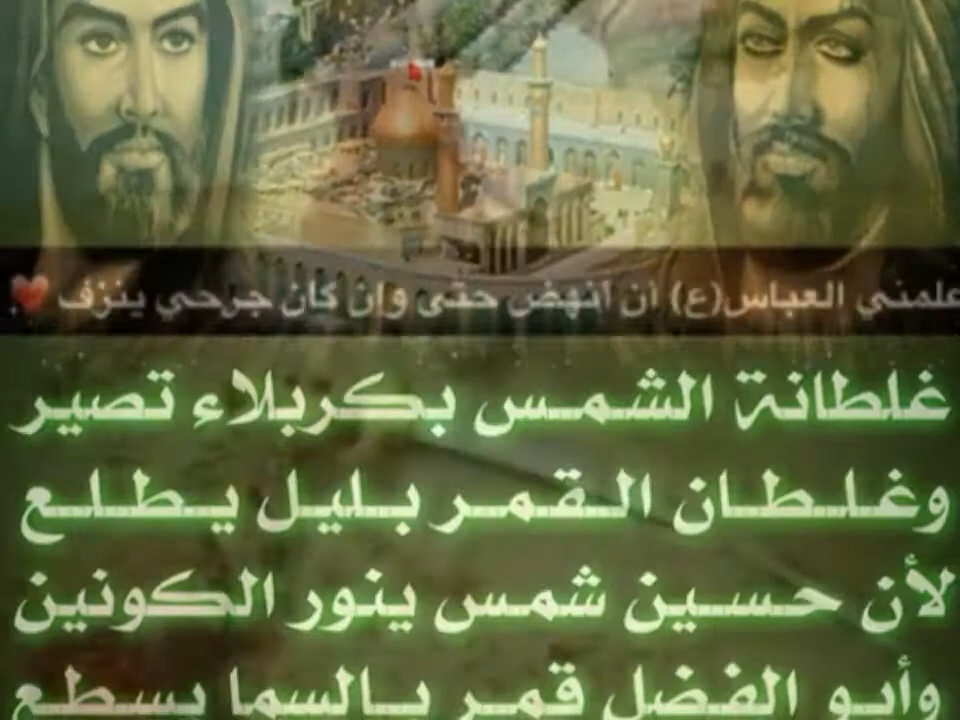 علمني العباس(ع) ان انهض حتى وان كان جرحي ينزف
غلطانة الشمس بكربلاء تصير
وغلطان القمر بليل يطلع
لأن حسين شمس ينور الكونين
وأبو الفضل قمر بالسما يسطع